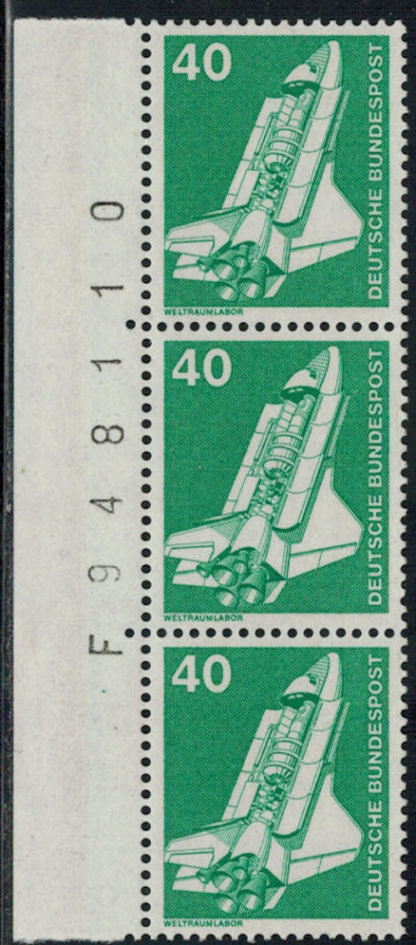 F 9 4 8 1 1 0
40
DEUTSCHE BUNDESPOST
WELTRAUMLABOR
40
DEUTSCHE BUNDESPOST
WELTRAUMLABOR
40
DEUTSCHE BUNDESPOST
WELTRAUMLABOR